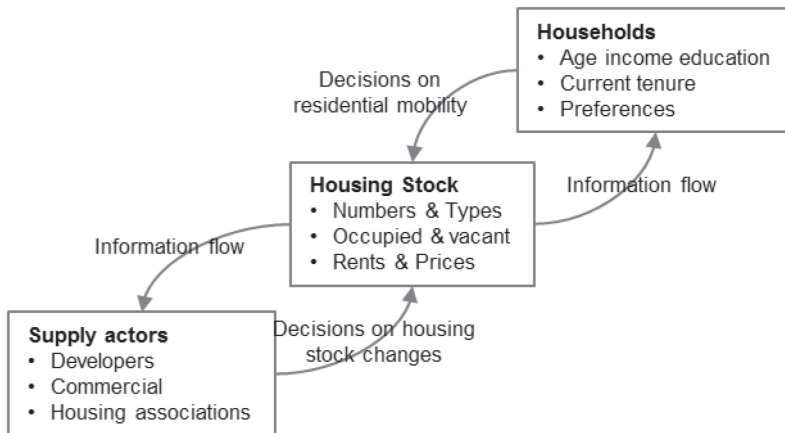 Households
• Age income education
• Current tenure
• Preferences
Decisions on
residential mobility
Housing Stock
• Numbers & Types
• Occupied & vacant
• Rents & Prices
Information flow
Information flow
Supply actors
• Developers
• Commercial
• Housing associations
Decisions on housing
stock changes